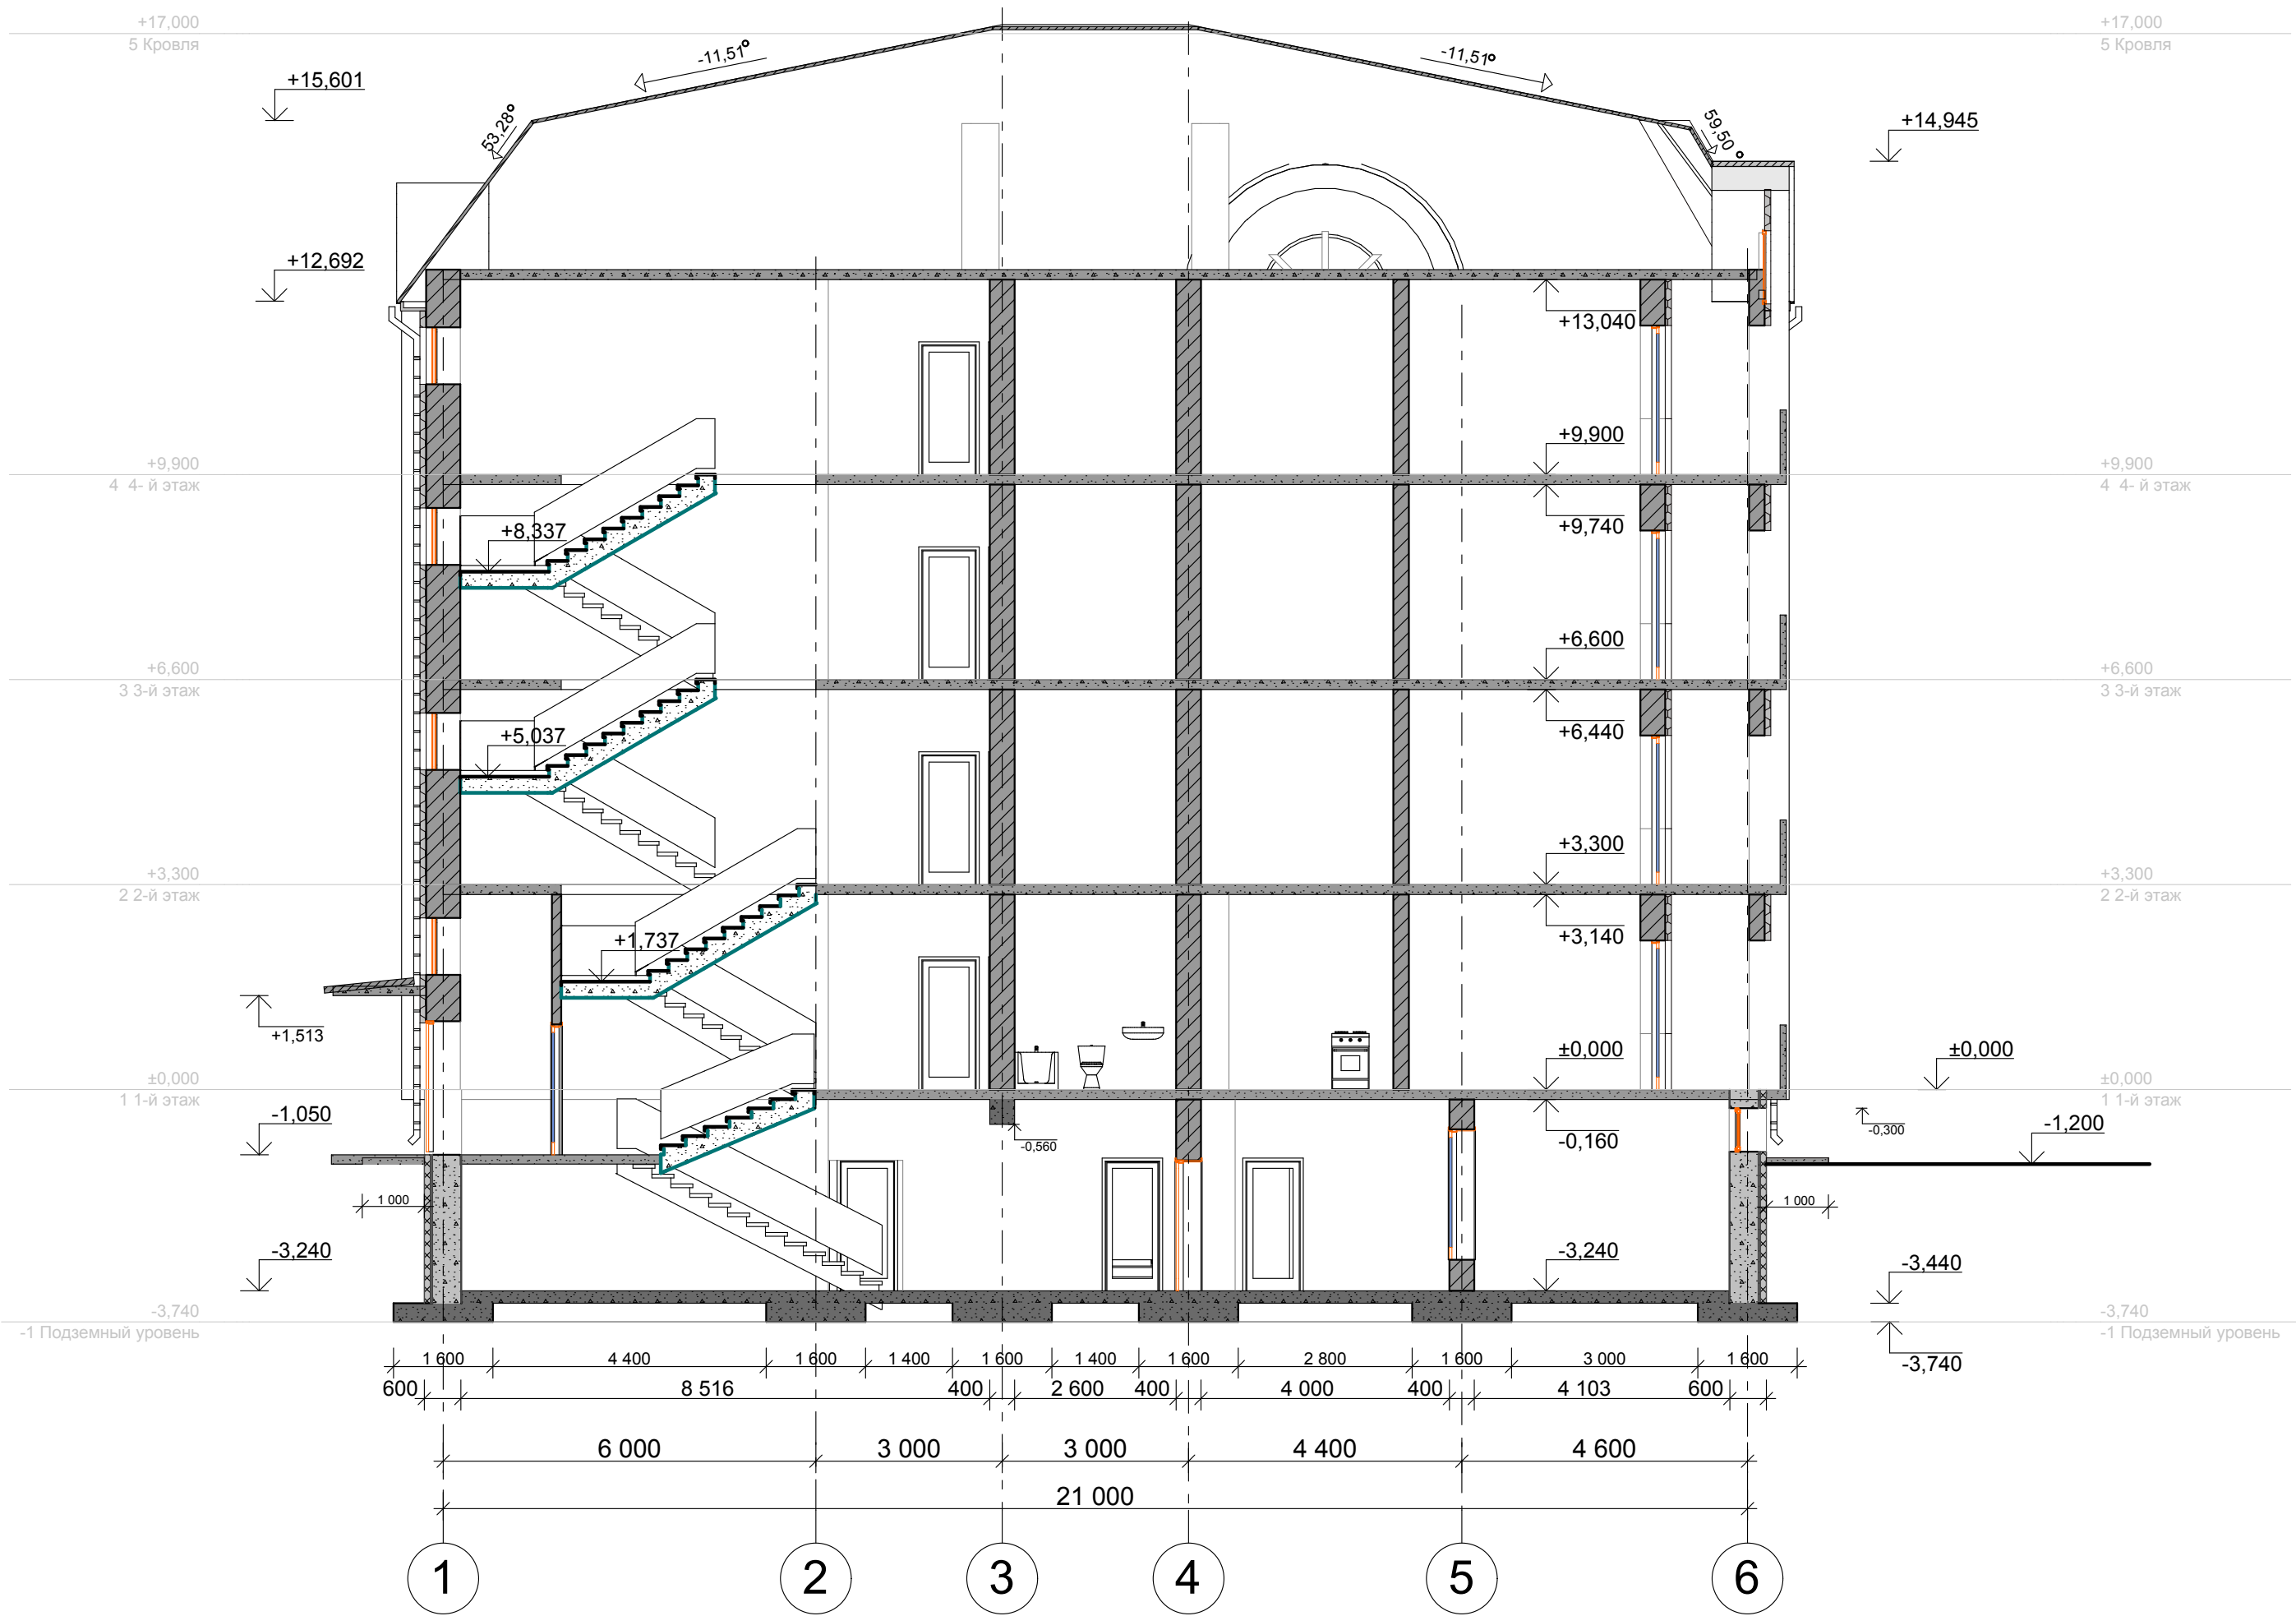 +17,000
+17,000
5 Кровля
5 Кровля
-11,51°
-11,51°
+15,601
53,28°
59,50 °
+14,945
+12,692
+13,040
+9,900
+9,900
+9,900
4 4- й этаж
4 4- й этаж
+8,337
+9,740
+6,600
+6,600
+6,600
3 3-й этаж
3 3-й этаж
+5,037
+6,440
+3,300
+3,300
+3,300
2 2-й этаж
2 2-й этаж
+1,737
+3,140
+1,513
±0,000
±0,000
±0,000
±0,000
1 1-й этаж
1 1-й этаж
-1,050
-0,560
-0,160
-0,300
-1,200
1 000
1 000
-3,240
-3,240
-3,440
-3,740
-3,740
-1 Подземный уровень
-1 Подземный уровень
-3,740
1 600 4 400 1 600 1 400 1 600 1 400 1 600 2 800 1 600 3 000 1 600
600 8 516 400 2 600 400 4 000 400 4 103 600
6 000 3 000 3 000 4 400 4 600
21 000
1 2 3 4 5 6